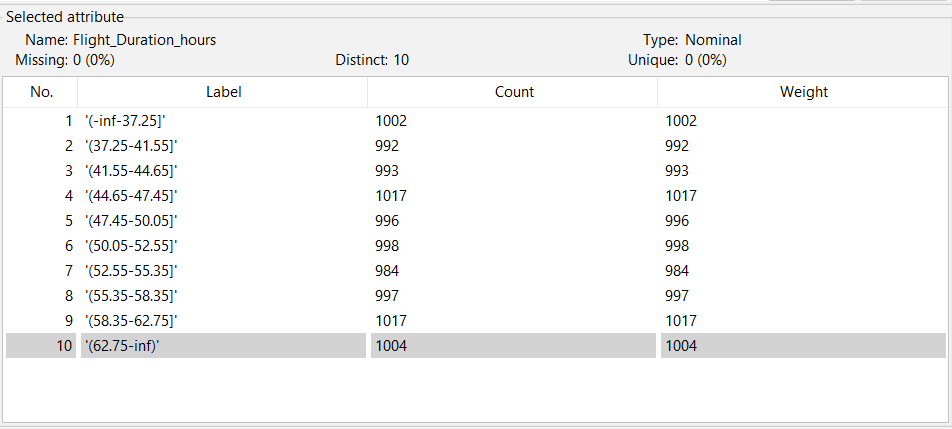 Selected attribute
Name: Flight_Duration_hours Type: Nominal
Missing: 0 (0%) Distinct: 10 Unique: 0 (0%)
No. Label Count Weight
1 '(-inf-37.25]' 1002 1002
2 '(37.25-41.55]' 992 992
3 '(41.55-44.65]' 993 993
4 '(44.65-47.45]' 1017 1017
5 '(47.45-50.05]' 996 996
6 '(50.05-52.55]' 998 998
7 '(52.55-55.35]' 984 984
8 '(55.35-58.35]' 997 997
9 '(58.35-62.75]' 1017 1017
10 '(62.75-inf)' 1004 1004